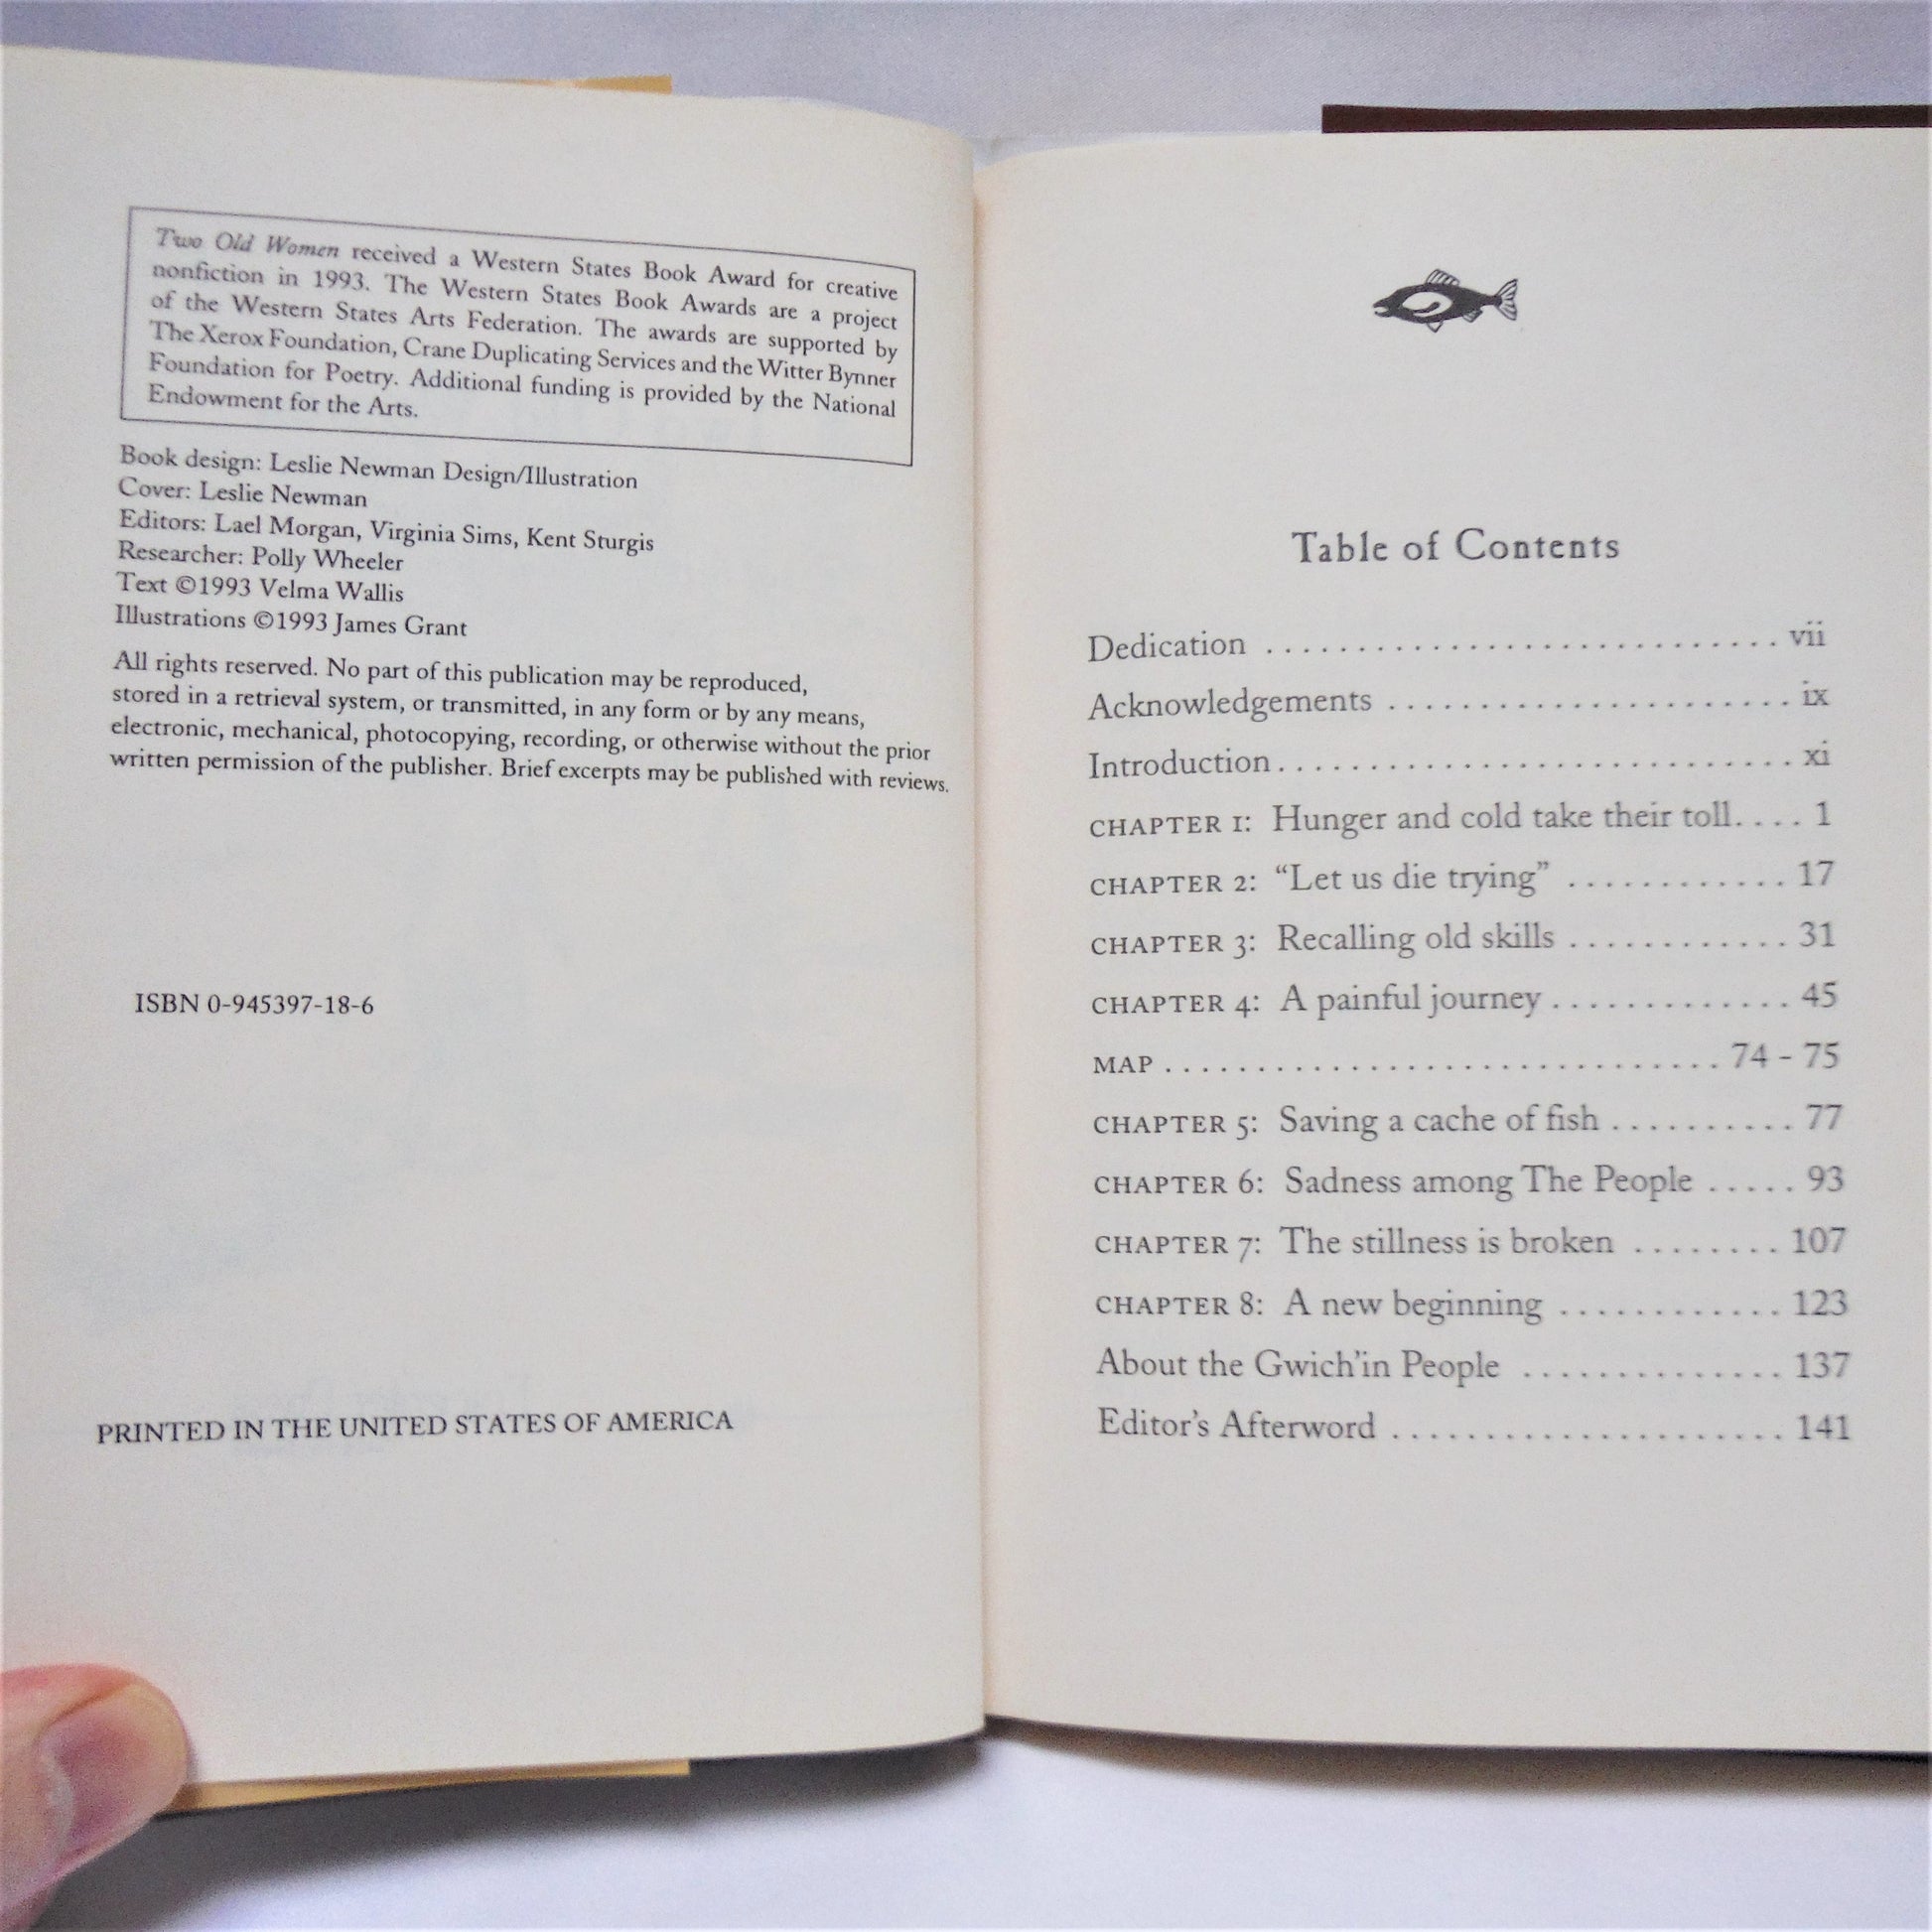 Two Old Women received a Western States Book Award for creative
nonfiction in 1993. The Western States Book Awards are a project
of the Western States Arts Federation. The awards are supported by
The Xerox Foundation, Crane Duplicating Services and the Witter Bynner
Foundation for Poetry. Additional funding is provided by the National
Endowment for the Arts.
Book design: Leslie Newman Design/Illustration
Cover: Leslie Newman
Editors: Lael Morgan, Virginia Sims, Kent Sturgis
Researcher: Polly Wheeler
Text ©1993 Velma Wallis
Illustrations ©1993 James Grant
All rights reserved. No part of this publication may be reproduced,
stored in a retrieval system, or transmitted, in any form or by any means,
electronic, mechanical, photocopying, recording, or otherwise without the prior
written permission of the publisher. Brief excerpts may be published with reviews.
ISBN 0-945397-18-6
PRINTED IN THE UNITED STATES OF AMERICA
Table of Contents
Dedication . . . . . . . . . . . . . . . . . . . . . . . . . . . . vii
Acknowledgements . . . . . . . . . . . . . . . . . . . . . . ix
Introduction . . . . . . . . . . . . . . . . . . . . . . . . . . . . xi
CHAPTER 1: Hunger and cold take their toll. . . . 1
CHAPTER 2: “Let us die trying” . . . . . . . . . . . . 17
CHAPTER 3: Recalling old skills . . . . . . . . . . . . 31
CHAPTER 4: A painful journey . . . . . . . . . . . . . 45
MAP . . . . . . . . . . . . . . . . . . . . . . . . . . . . . . . 74 - 75
CHAPTER 5: Saving a cache of fish . . . . . . . . . . 77
CHAPTER 6: Sadness among The People . . . . . 93
CHAPTER 7: The stillness is broken . . . . . . . . 107
CHAPTER 8: A new beginning . . . . . . . . . . . . 123
About the Gwich'in People . . . . . . . . . . . . . . 137
Editor's Afterword . . . . . . . . . . . . . . . . . . . . . . 141